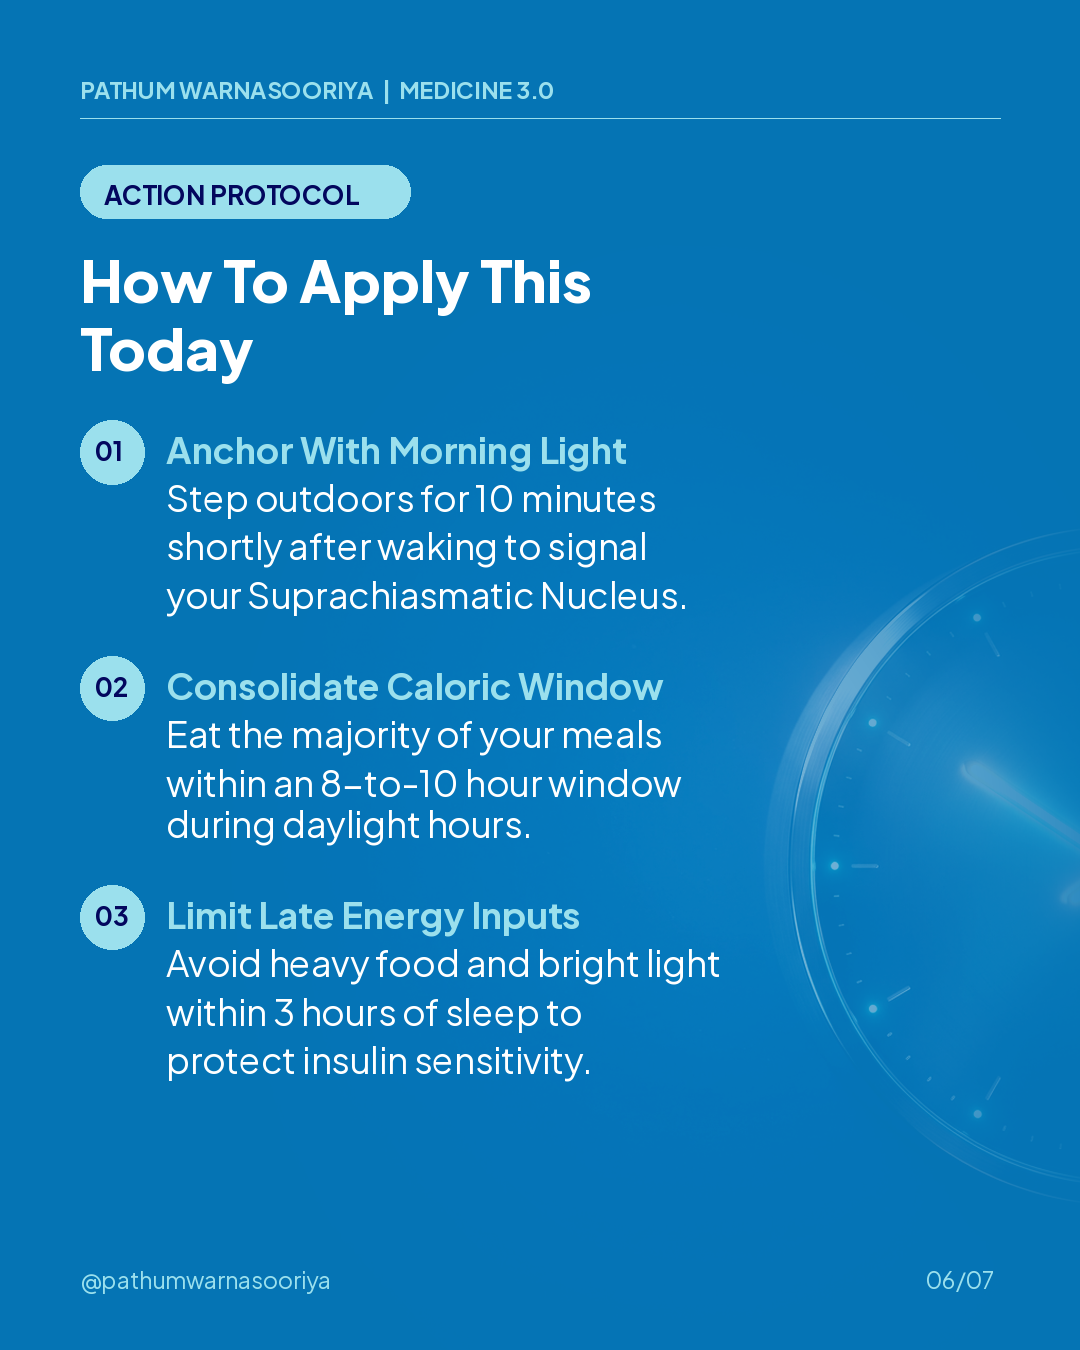 PATHUM WARNASOORIYA | MEDICINE 3.0
ACTION PROTOCOL
How To Apply This
Today
01
Anchor With Morning Light
Step outdoors for 10 minutes
shortly after waking to signal
your Suprachiasmatic Nucleus.
02
Consolidate Caloric Window
Eat the majority of your meals
within an 8–to-10 hour window
during daylight hours.
03
Limit Late Energy Inputs
Avoid heavy food and bright light
within 3 hours of sleep to
protect insulin sensitivity.
@pathumwarnasooriya
06/07